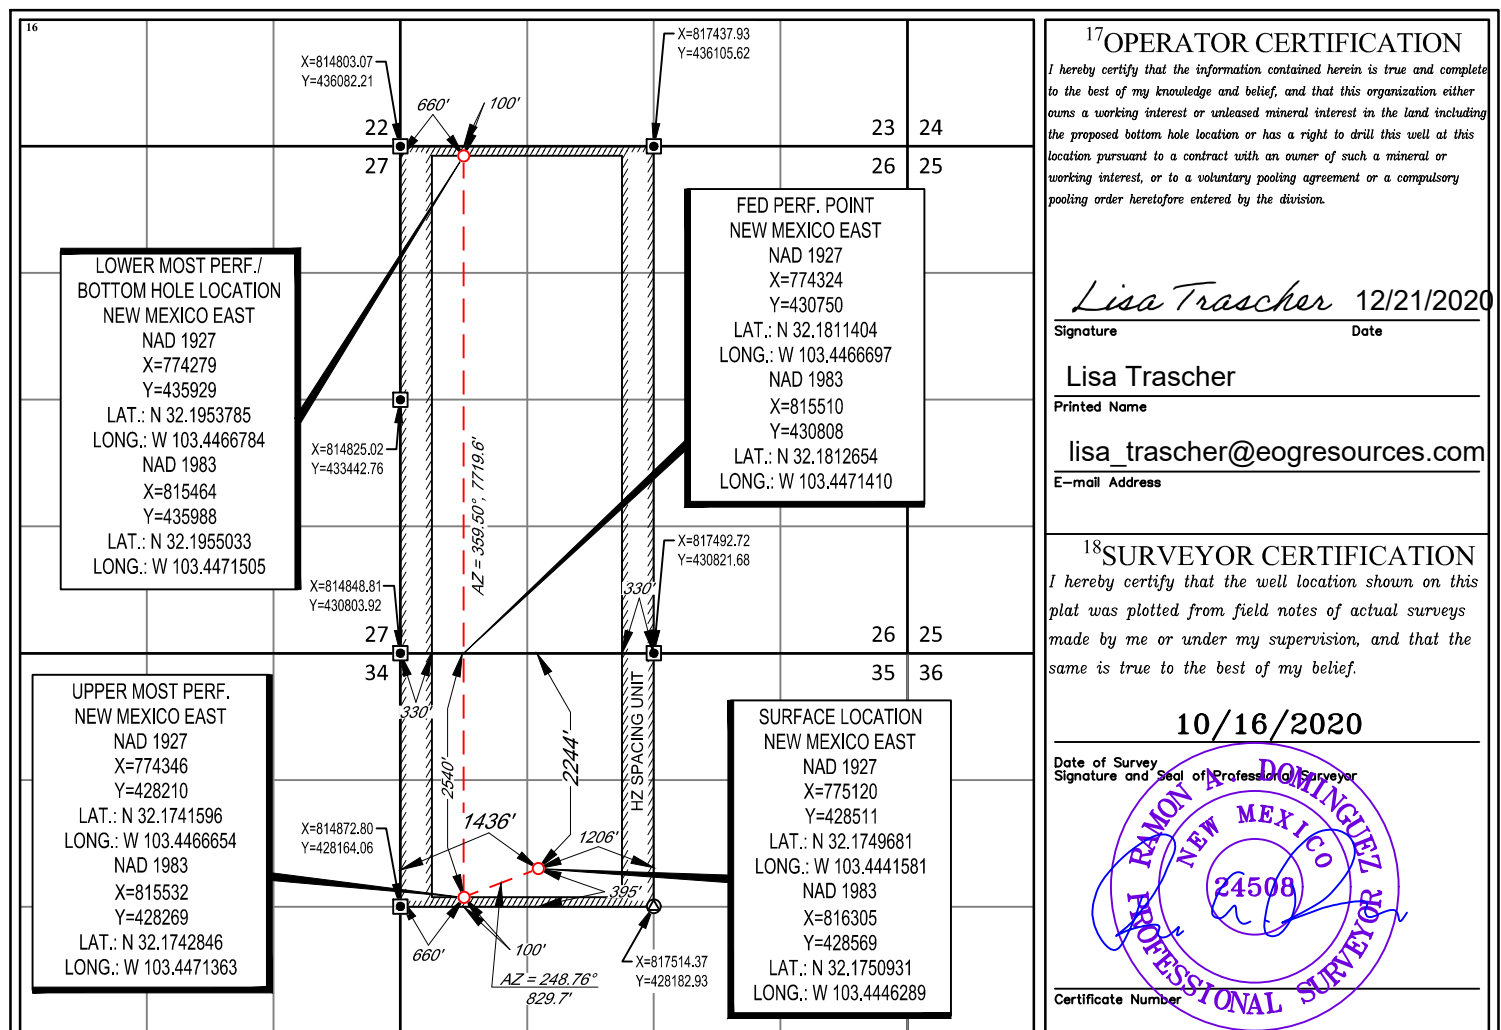 16
X=814803.07
Y=436082.21
X=817437.93
Y=436105.62
660'
100'
22
23
24
27
26
25
LOWER MOST PERF./
BOTTOM HOLE LOCATION
NEW MEXICO EAST
NAD 1927
X=774279
Y=435929
LAT.: N 32.1953785
LONG.: W 103.4466784
NAD 1983
X=815464
Y=435988
LAT.: N 32.1955033
LONG.: W 103.4471505
FED PERF. POINT
NEW MEXICO EAST
NAD 1927
X=774324
Y=430750
LAT.: N 32.1811404
LONG.: W 103.4466697
NAD 1983
X=815510
Y=430808
LAT.: N 32.1812654
LONG.: W 103.4471410
X=814825.02
Y=433442.76
AZ = 359.50°, 7719.6'
X=817492.72
Y=430821.68
X=814848.81
Y=430803.92
330'
27
26
25
34
35
36
330'
UPPER MOST PERF.
NEW MEXICO EAST
NAD 1927
X=774346
Y=428210
LAT.: N 32.1741596
LONG.: W 103.4466654
NAD 1983
X=815532
Y=428269
LAT.: N 32.1742846
LONG.: W 103.4471363
HZ SPACING UNIT
2540'
2244'
SURFACE LOCATION
NEW MEXICO EAST
NAD 1927
X=775120
Y=428511
LAT.: N 32.1749681
LONG.: W 103.4441581
NAD 1983
X=816305
Y=428569
LAT.: N 32.1750931
LONG.: W 103.4446289
X=814872.80
Y=428164.06
1436'
1206'
395'
660'
100'
AZ = 248.76°
829.7'
X=817514.37
Y=428182.93
17OPERATOR CERTIFICATION
I hereby certify that the information contained herein is true and complete
to the best of my knowledge and belief, and that this organization either
owns a working interest or unleased mineral interest in the land including
the proposed bottom hole location or has a right to drill this well at this
location pursuant to a contract with an owner of such a mineral or
working interest, or to a voluntary pooling agreement or a compulsory
pooling order heretofore entered by the division.
Lisa Trascher 12/21/2020
Signature Date
Lisa Trascher
Printed Name
lisa_trascher@eogresources.com
E-mail Address
18SURVEYOR CERTIFICATION
I hereby certify that the well location shown on this
plat was plotted from field notes of actual surveys
made by me or under my supervision, and that the
same is true to the best of my belief.
10/16/2020
Date of Survey
Signature and Seal of Professional Surveyor
RAMON A. DOMINGUEZ
NEW MEXICO
24508
PROFESSIONAL SURVEYOR
Certificate Number